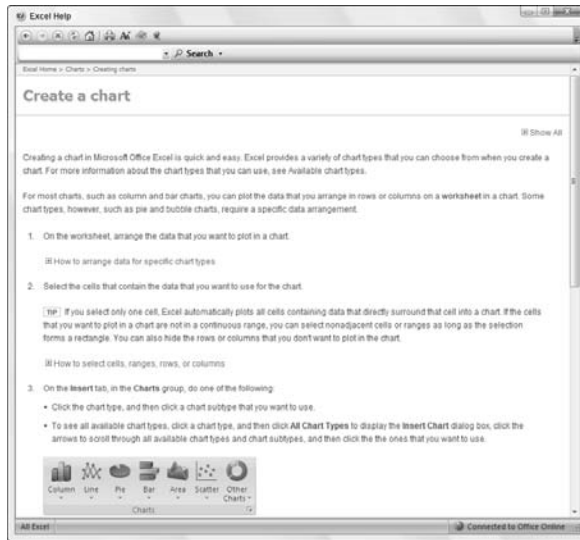 Excel Help
Search
Excel Home > Charts > Creating charts
Create a chart
Show All
Creating a chart in Microsoft Office Excel is quick and easy. Excel provides a variety of chart types that you can choose from when you create a
chart. For more information about the chart types that you can use, see Available chart types.
For most charts, such as column and bar charts, you can plot the data that you arrange in rows or columns on a worksheet in a chart. Some
chart types, however, such as pie and bubble charts, require a specific data arrangement.
1. On the worksheet, arrange the data that you want to plot in a chart.
How to arrange data for specific chart types
2. Select the cells that contain the data that you want to use for the chart.
TIP If you select only one cell, Excel automatically plots all cells containing data that directly surround that cell into a chart. If the cells
that you want to plot in a chart are not in a continuous range, you can select nonadjacent cells or ranges as long as the selection
forms a rectangle. You can also hide the rows or columns that you don't want to plot in the chart.
How to select cells, ranges, rows, or columns
3. On the Insert tab, in the Charts group, do one of the following:
• Click the chart type, and then click a chart subtype that you want to use.
• To see all available chart types, click a chart type, and then click All Chart Types to display the Insert Chart dialog box, click the
arrows to scroll through all available chart types and chart subtypes, and then click the the ones that you want to use.
Column Line Pie Bar Area Scatter Other
Charts
Charts
All Excel Connected to Office Online